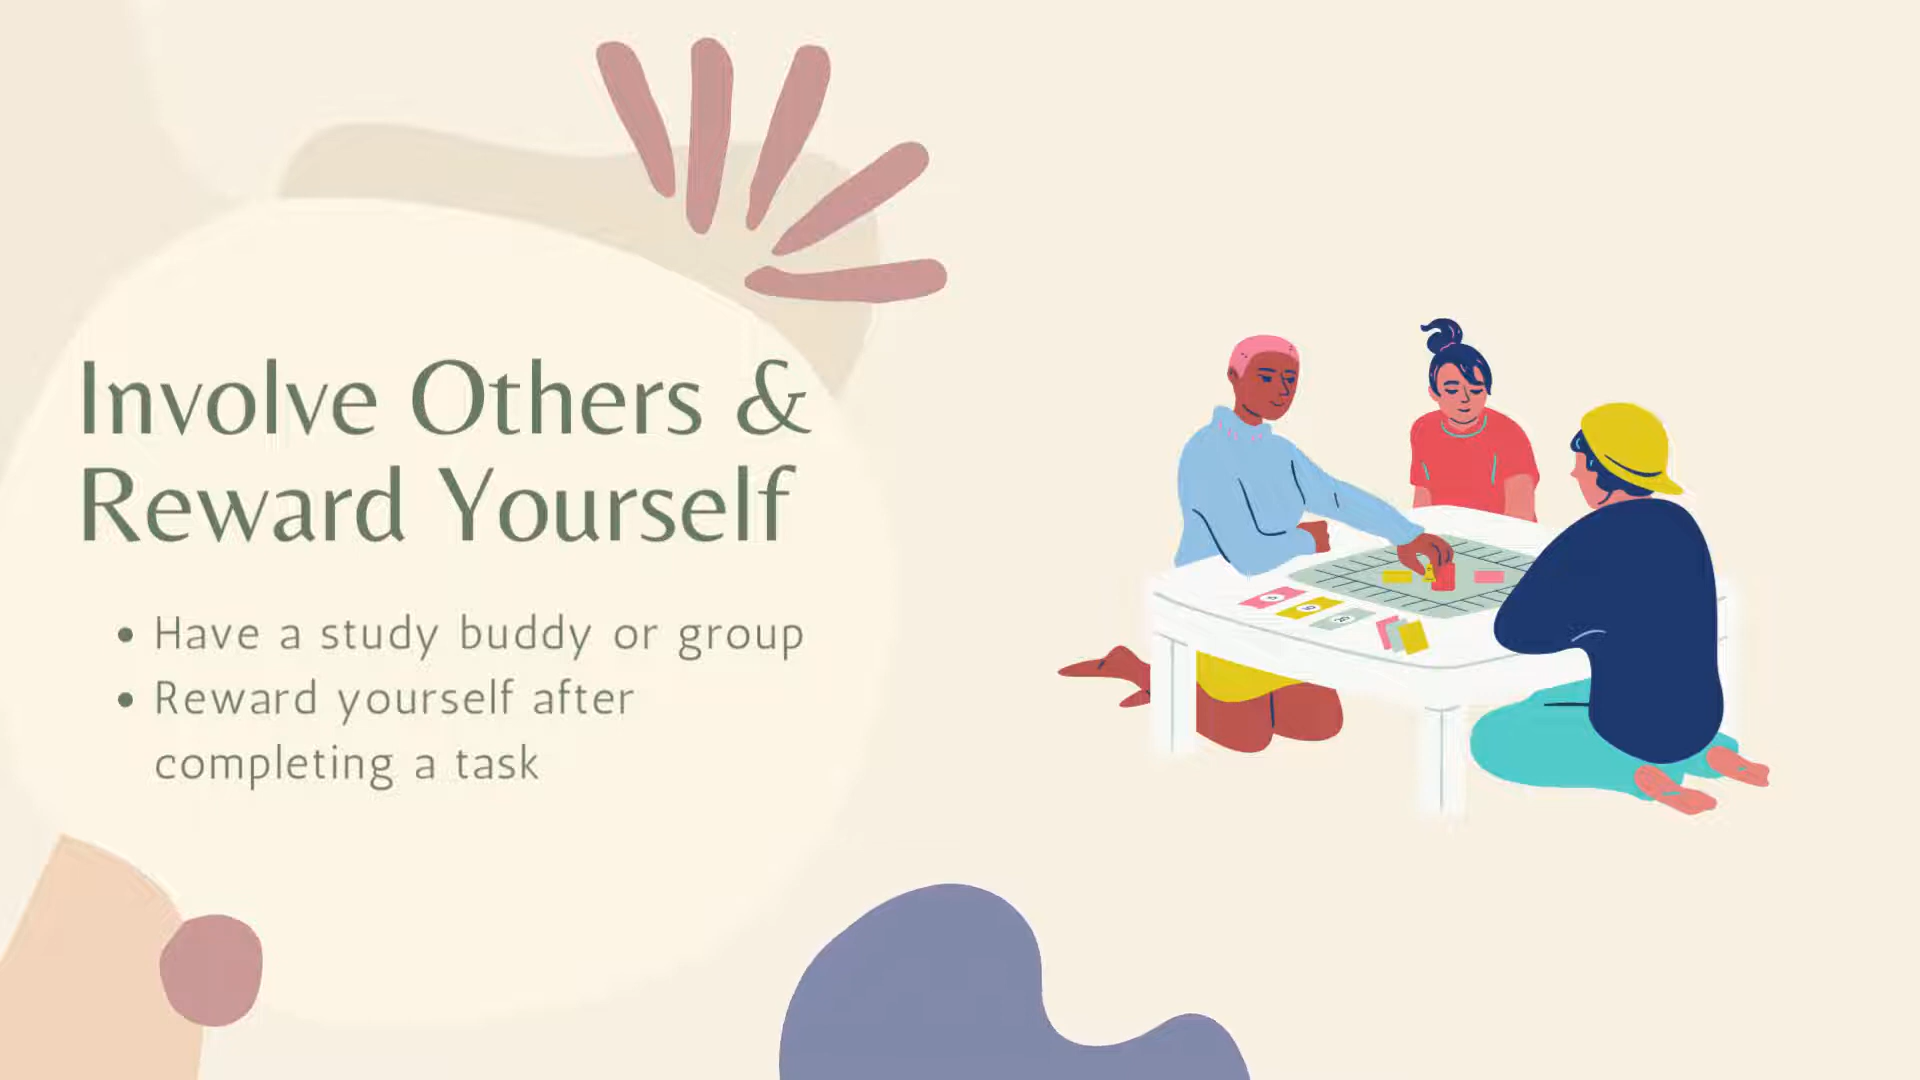 Involve Others &
Reward Yourself
• Have a study buddy or group
• Reward yourself after
completing a task